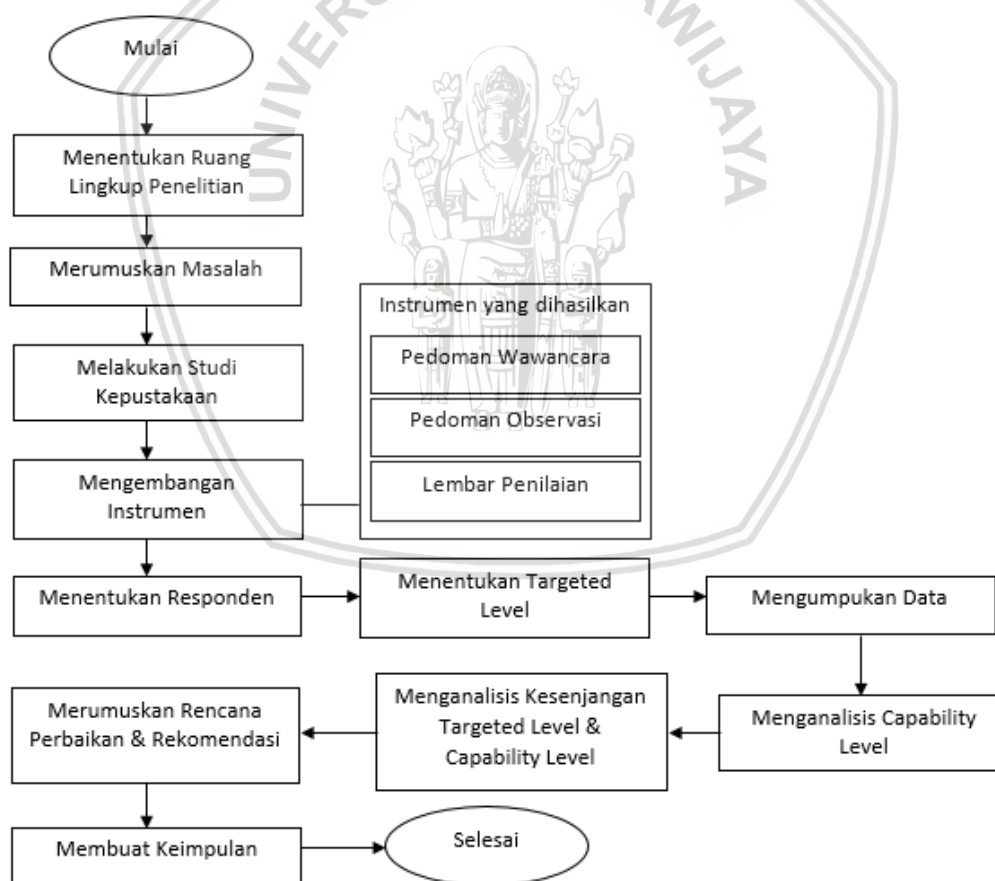 UNIVER
AWIJAYA
Mulai
Menentukan Ruang
Lingkup Penelitian
Merumuskan Masalah
Melakukan Studi
Kepustakaan
Mengembangan
Instrumen
Instrumen yang dihasilkan
Pedoman Wawancara
Pedoman Observasi
Lembar Penilaian
Menentukan Responden
Menentukan Targeted
Level
Mengumpukan Data
Menganalisis Capability
Level
Menganalisis Kesenjangan
Targeted Level &
Capability Level
Merumuskan Rencana
Perbaikan & Rekomendasi
Membuat Keimpulan
Selesai